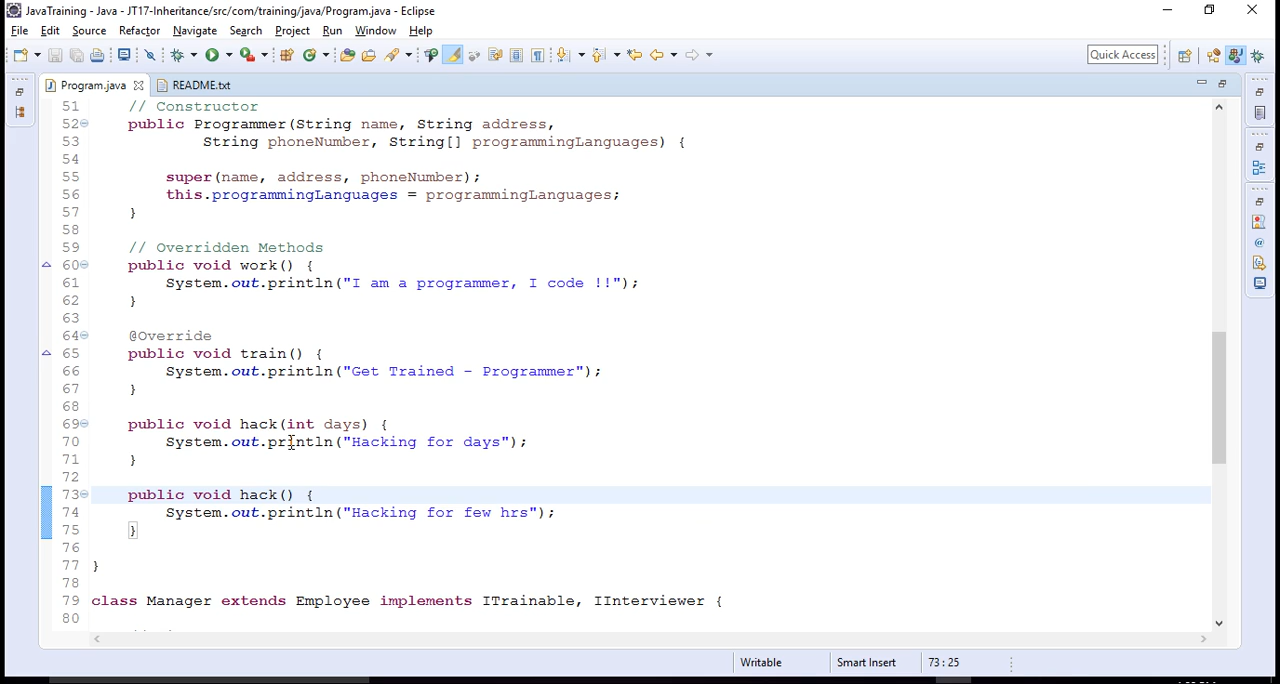 JavaTraining - Java - JT17-Inheritance/src/com/training/java/Program.java - Eclipse
File Edit Source Refactor Navigate Search Project Run Window Help
Quick Access
Program.java README.txt
51 // Constructor
52 public Programmer(String name, String address,
53 String phoneNumber, String[] programmingLanguages) {
54
55 super(name, address, phoneNumber);
56 this.programmingLanguages = programmingLanguages;
57 }
58
59 // Overridden Methods
60 public void work() {
61 System.out.println("I am a programmer, I code !!");
62 }
63
64 @Override
65 public void train() {
66 System.out.println("Get Trained - Programmer");
67 }
68
69 public void hack(int days) {
70 System.out.println("Hacking for days");
71 }
72
73 public void hack() {
74 System.out.println("Hacking for few hrs");
75 }
76
77 }
78
79 class Manager extends Employee implements ITrainable, IInterviewer {
80
Writable Smart Insert 73 : 25